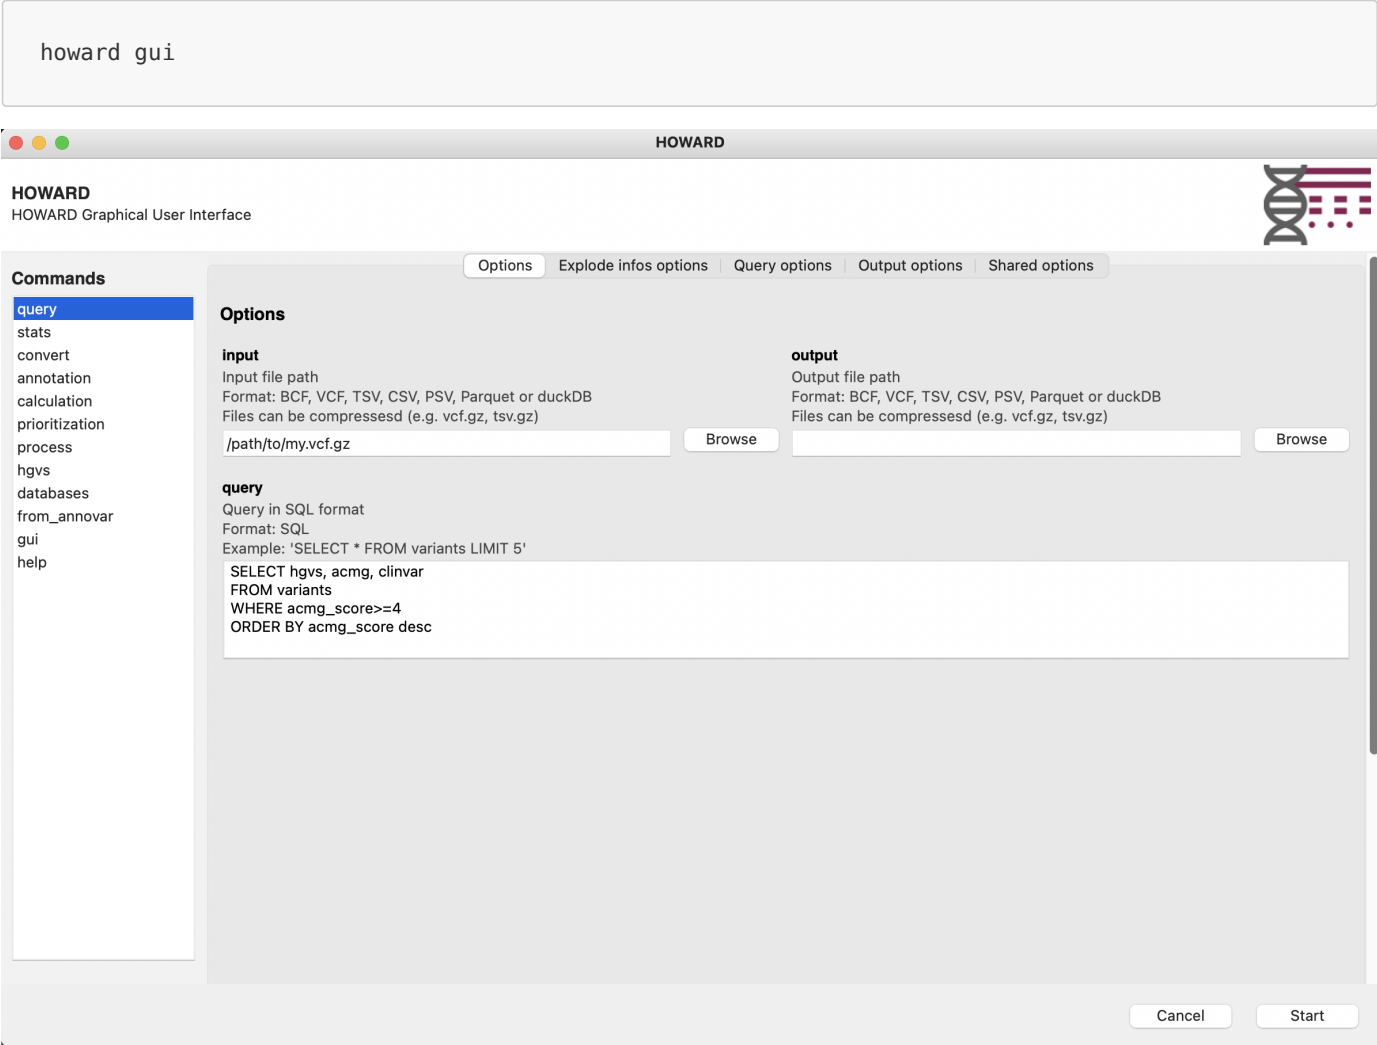 howard gui
HOWARD
HOWARD
HOWARD Graphical User Interface
Commands
query
stats
convert
annotation
calculation
prioritization
process
hgvs
databases
from_annovar
gui
help
Options
Explode infos options
Query options
Output options
Shared options
Options
input
Input file path
Format: BCF, VCF, TSV, CSV, PSV, Parquet or duckDB
Files can be compressesd (e.g. vcf.gz, tsv.gz)
/path/to/my.vcf.gz
Browse
output
Output file path
Format: BCF, VCF, TSV, CSV, PSV, Parquet or duckDB
Files can be compressesd (e.g. vcf.gz, tsv.gz)
Browse
query
Query in SQL format
Format: SQL
Example: 'SELECT * FROM variants LIMIT 5'
SELECT hgvs, acmg, clinvar
FROM variants
WHERE acmg_score>=4
ORDER BY acmg_score desc
Cancel
Start